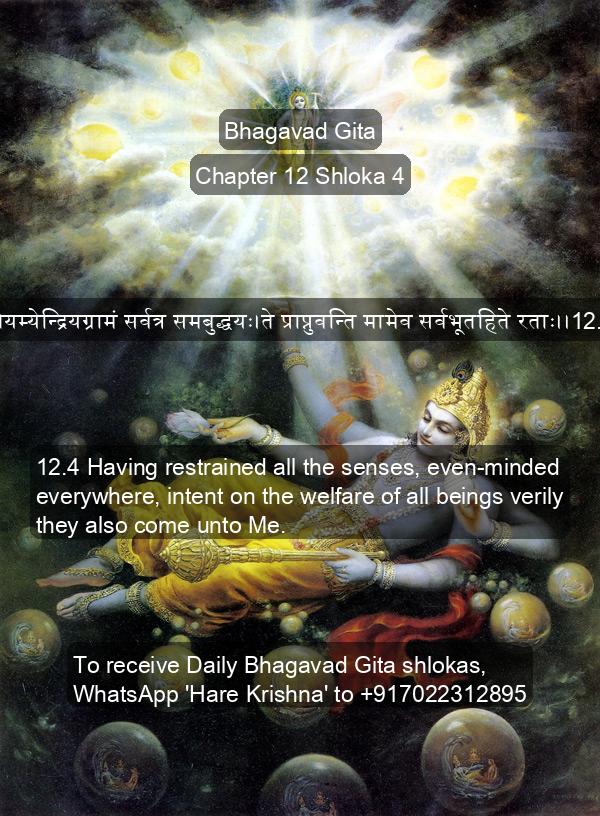 Bhagavad Gita
Chapter 12 Shloka 4
यम्येन्द्रियग्रामं सर्वत्र समबुद्धयः।ते प्राप्नुवन्ति मामेव सर्वभूतहिते रताः।।12.
12.4 Having restrained all the senses, even-minded
everywhere, intent on the welfare of all beings verily
they also come unto Me.
To receive Daily Bhagavad Gita shlokas,
WhatsApp 'Hare Krishna' to +917022312895